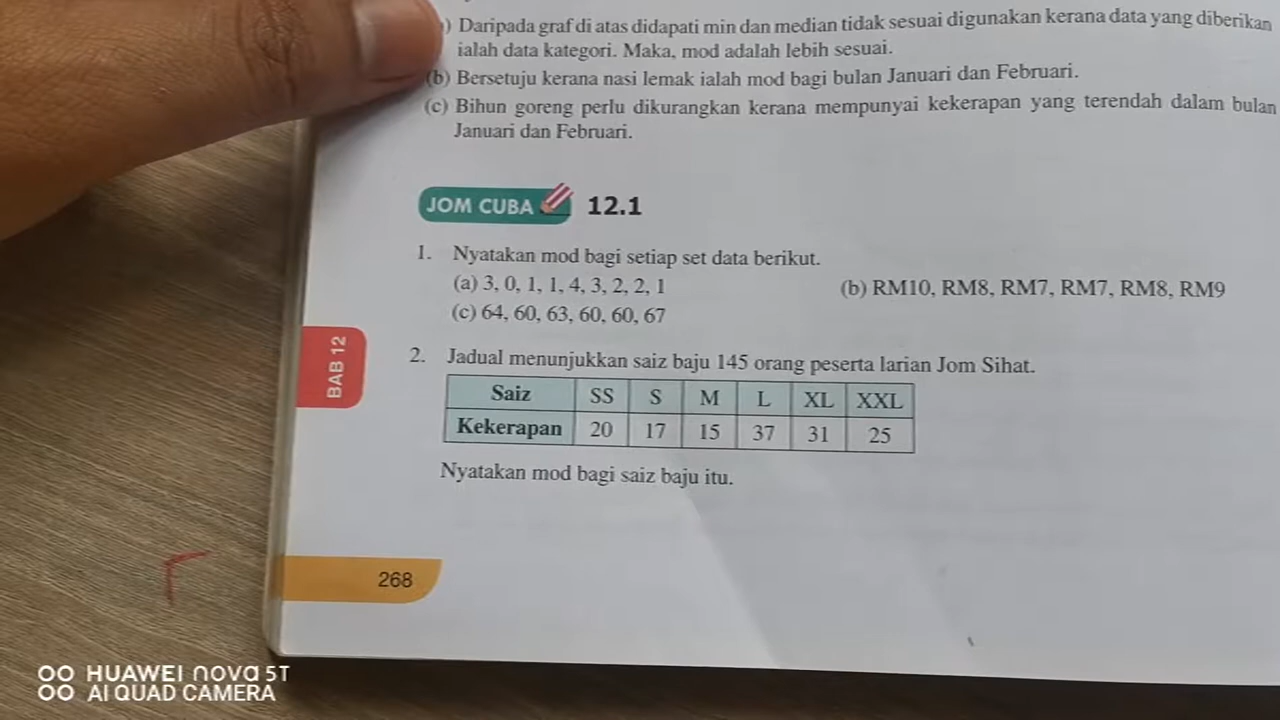 ) Daripada graf di atas didapati min dan median tidak sesuai digunakan kerana data yang diberikan
ialah data kategori. Maka, mod adalah lebih sesuai.
(b) Bersetuju kerana nasi lemak ialah mod bagi bulan Januari dan Februari.
(c) Bihun goreng perlu dikurangkan kerana mempunyai kekerapan yang terendah dalam bulan
Januari dan Februari.
JOM CUBA 12.1
1. Nyatakan mod bagi setiap set data berikut.
(a) 3, 0, 1, 1, 4, 3, 2, 2, 1 (b) RM10, RM8, RM7, RM7, RM8, RM9
(c) 64, 60, 63, 60, 60, 67
BAB 12
2. Jadual menunjukkan saiz baju 145 orang peserta larian Jom Sihat.
Saiz SS S M L XL XXL
Kekerapan 20 17 15 37 31 25
Nyatakan mod bagi saiz baju itu.
268
HUAWEI nova 5T
AI QUAD CAMERA